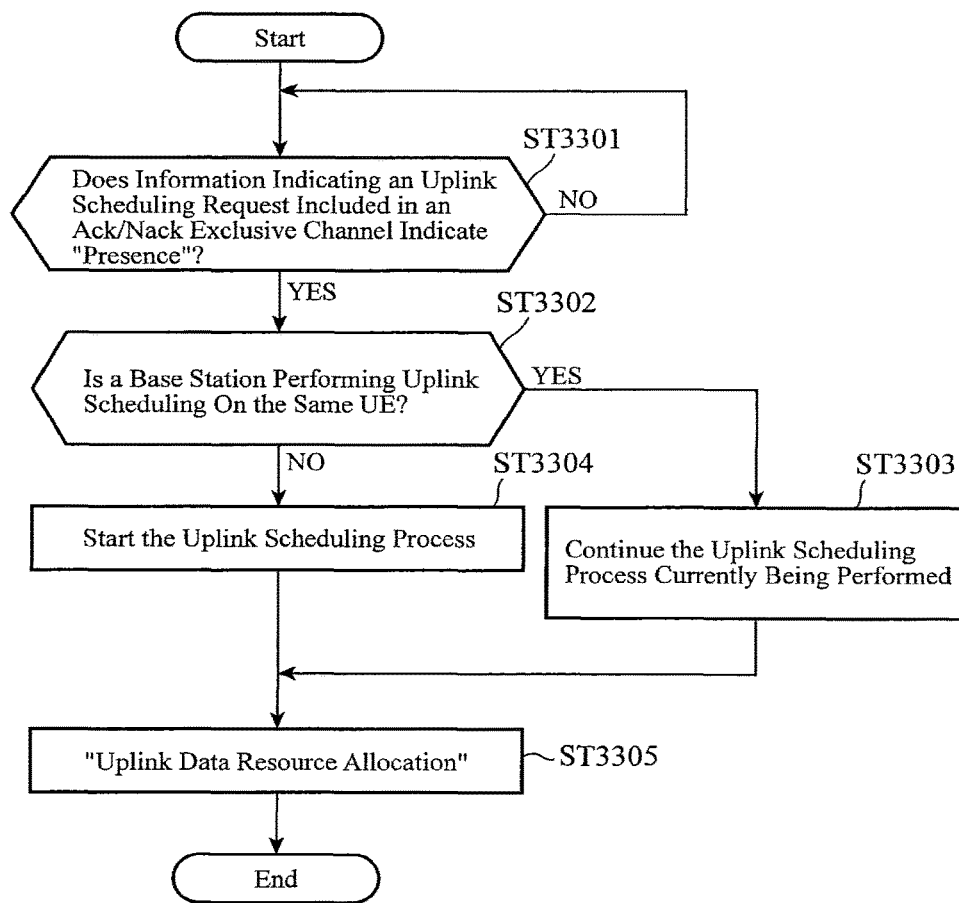 Start
ST3301
Does Information Indicating an Uplink
Scheduling Request Included in an
Ack/Nack Exclusive Channel Indicate
"Presence"?
NO
YES
ST3302
Is a Base Station Performing Uplink
Scheduling On the Same UE?
YES
NO
ST3304
ST3303
Start the Uplink Scheduling Process
Continue the Uplink Scheduling
Process Currently Being Performed
"Uplink Data Resource Allocation"
ST3305
End